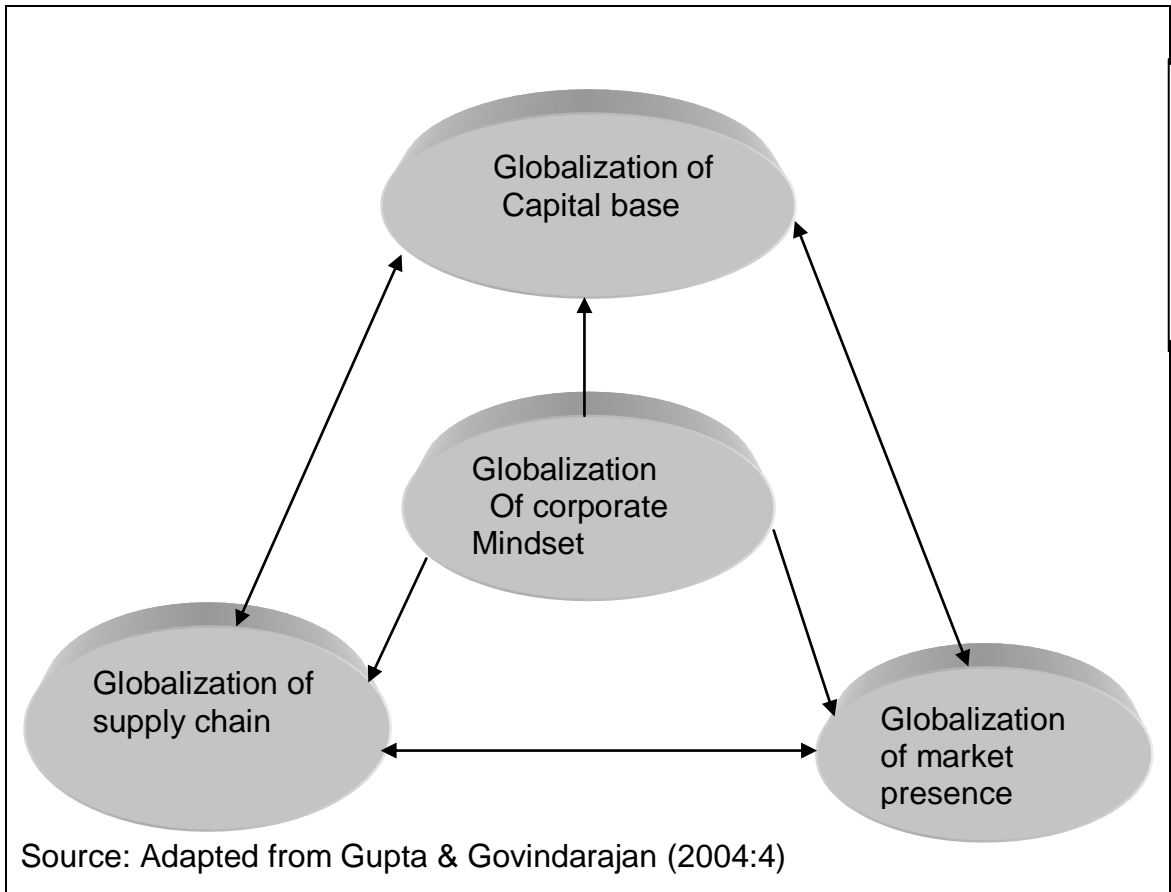 Globalization of
Capital base
Globalization
Of corporate
Mindset
Globalization of
supply chain
Globalization
of market
presence
Source: Adapted from Gupta & Govindarajan (2004:4)